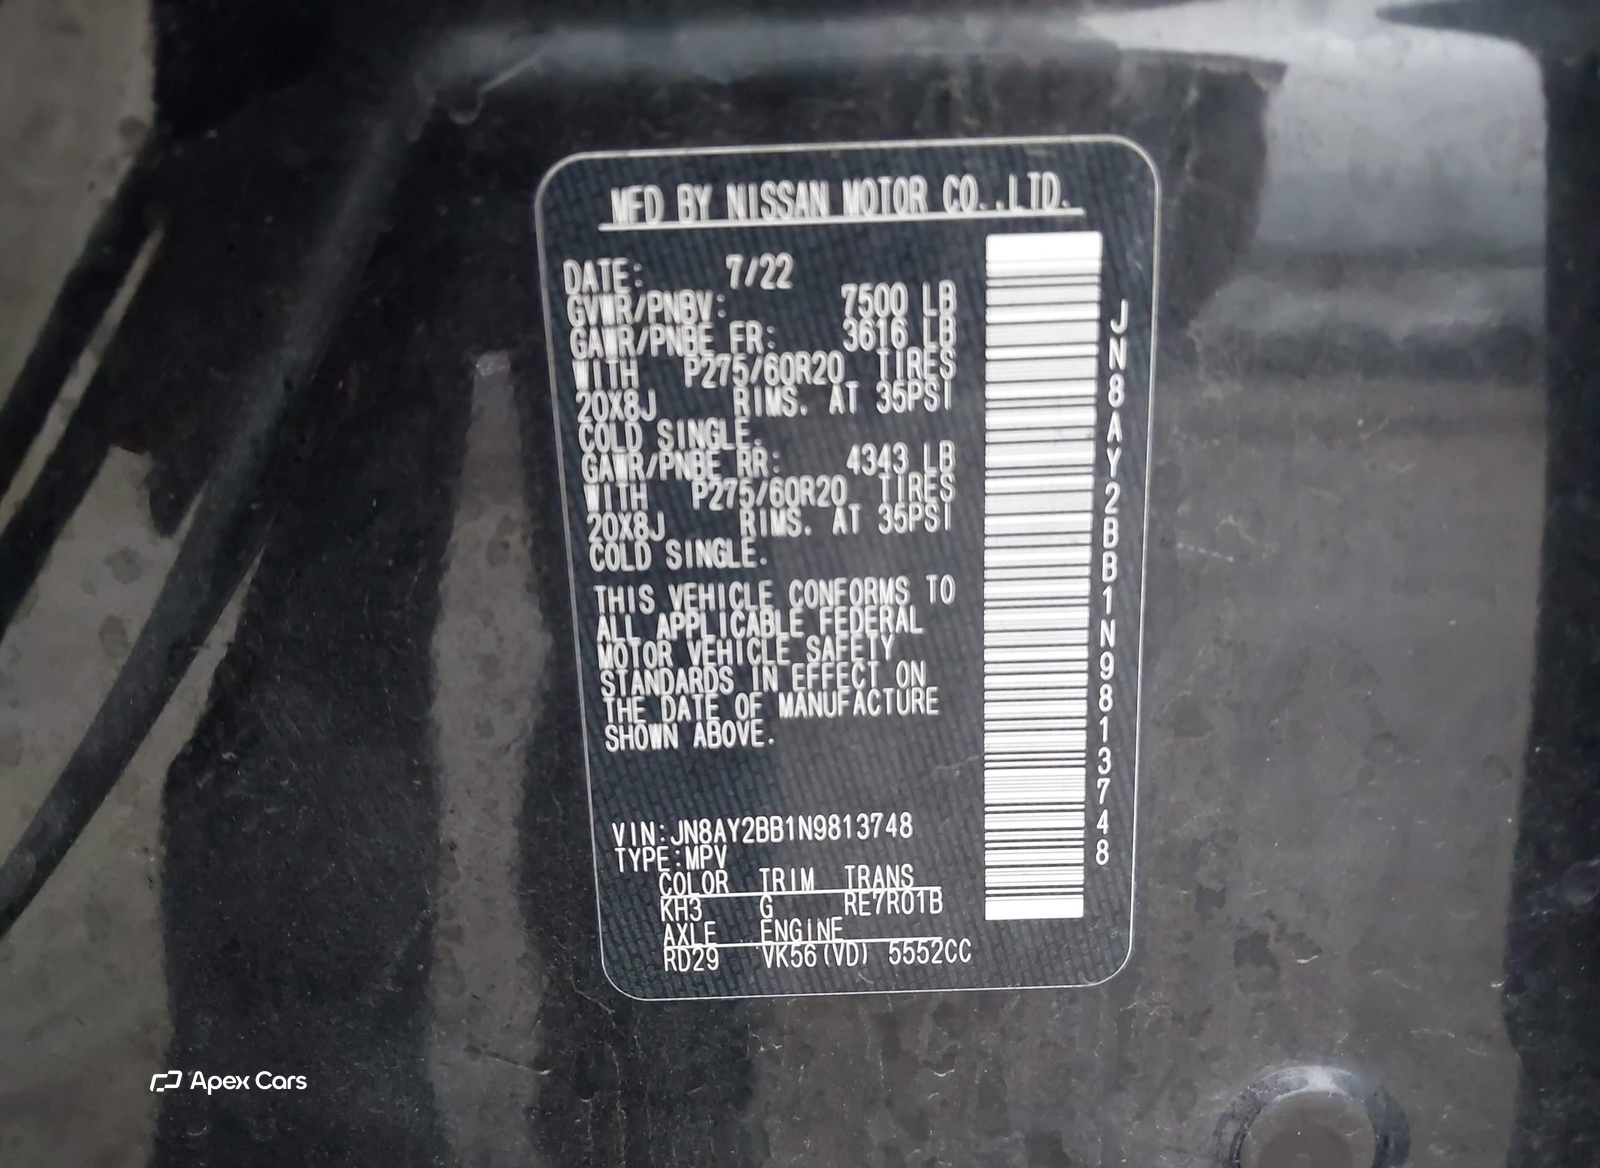 MFD BY NISSAN MOTOR CO.,LTD.
DATE: 7/22
GVWR/PNBV: 7500 LB
GAWR/PNBE FR: 3616 LB
WITH P275/60R20 TIRES
20X8J RIMS. AT 35PSI
COLD SINGLE.
GAWR/PNBE RR: 4343 LB
WITH P275/60R20 TIRES
20X8J RIMS. AT 35PSI
COLD SINGLE.
THIS VEHICLE CONFORMS TO
ALL APPLICABLE FEDERAL
MOTOR VEHICLE SAFETY
STANDARDS IN EFFECT ON
THE DATE OF MANUFACTURE
SHOWN ABOVE.
VIN:JN8AY2BB1N9813748
TYPE:MPV
COLOR TRIM TRANS
KH3 G RE7R01B
AXLE ENGINE
RD29 VK56(VD) 5552CC
JN8AY2BB1N9813748
Apex Cars